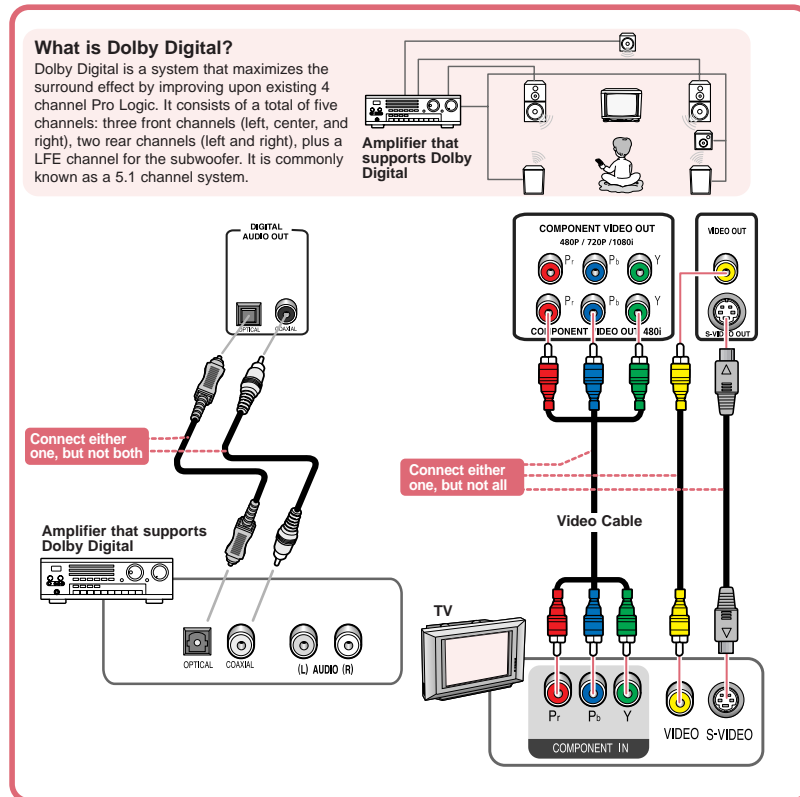 What is Dolby Digital?
Dolby Digital is a system that maximizes the
surround effect by improving upon existing 4
channel Pro Logic. It consists of a total of five
channels: three front channels (left, center, and
right), two rear channels (left and right), plus a
LFE channel for the subwoofer. It is commonly
known as a 5.1 channel system.
Amplifier that
supports Dolby
Digital
DIGITAL
AUDIO OUT
OPTICAL
COAXIAL
COMPONENT VIDEO OUT
480P / 720P /1080i
Pr
Pb
Y
Pr
Pb
Y
COMPONENT VIDEO OUT 480i
VIDEO OUT
S-VIDEO OUT
Connect either
one, but not both
Connect either
one, but not all
Video Cable
Amplifier that supports
Dolby Digital
OPTICAL
COAXIAL
(L) AUDIO (R)
TV
Pr
Pb
Y
COMPONENT IN
VIDEO
S-VIDEO